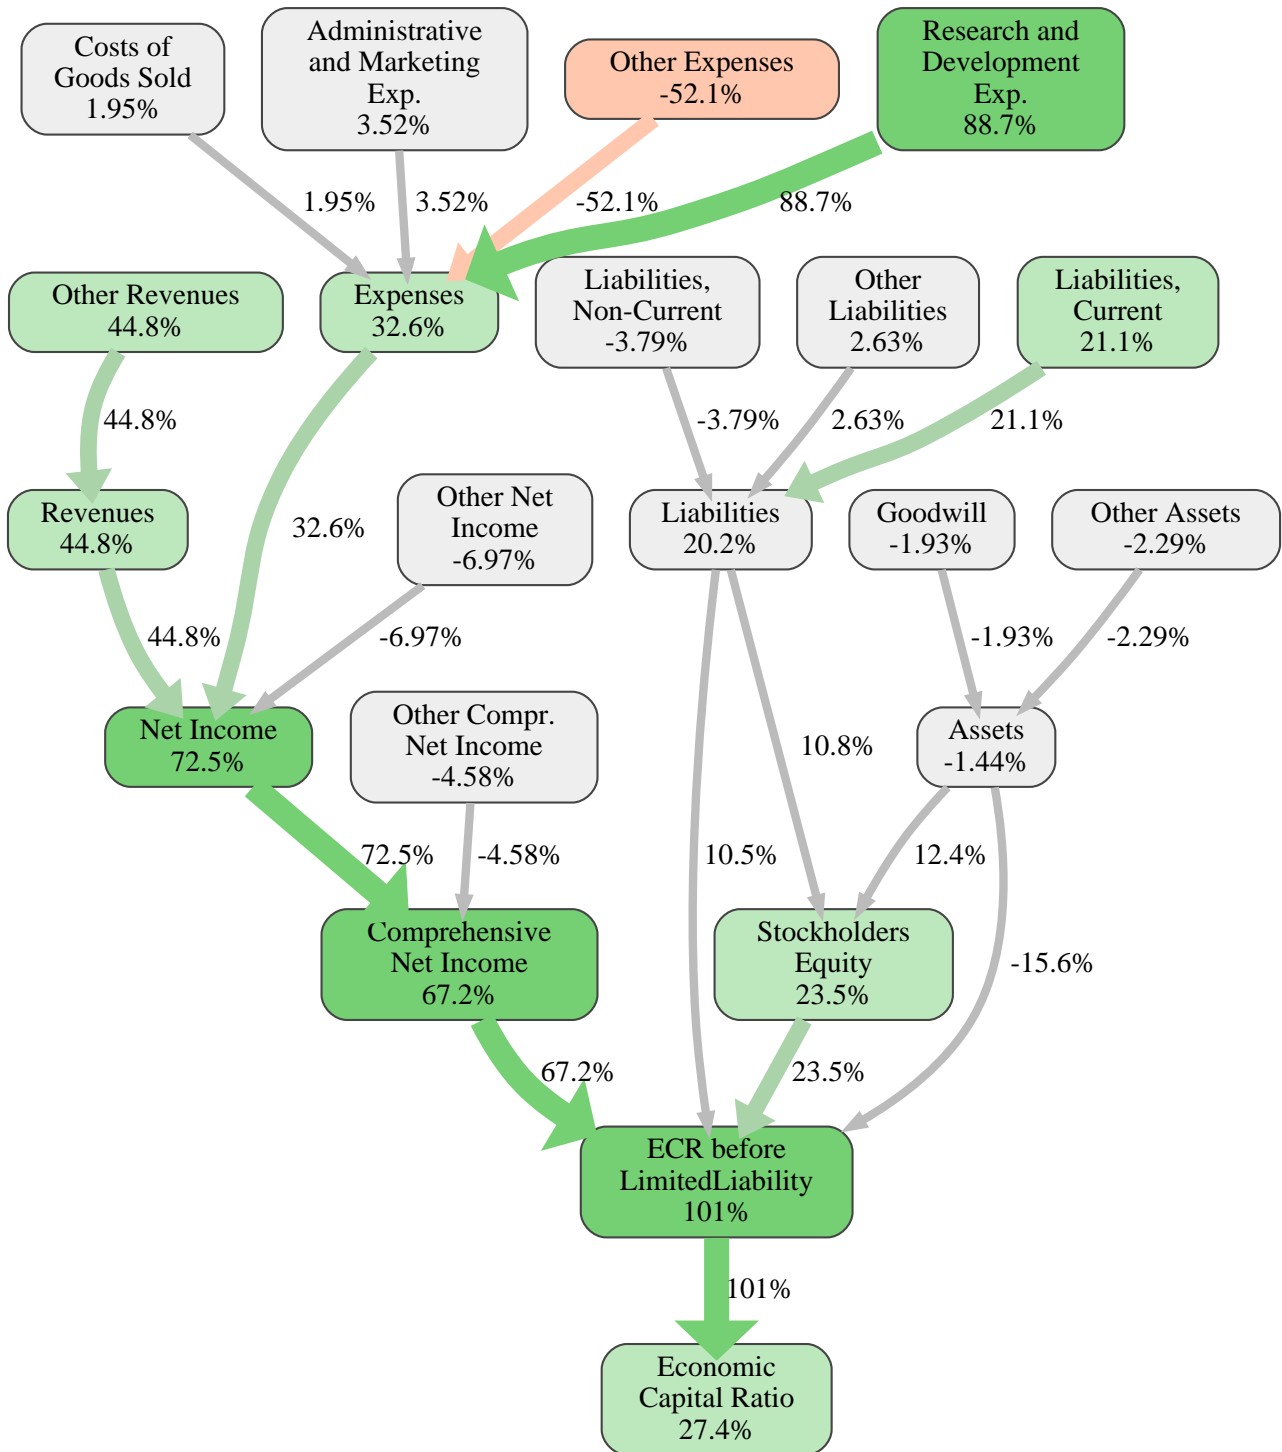 Costs of
Goods Sold
1.95%
Administrative
and Marketing
Exp.
3.52%
Other Expenses
-52.1%
Research and
Development
Exp.
88.7%
1.95%
3.52%
-52.1%
88.7%
Other Revenues
44.8%
Expenses
32.6%
Liabilities,
Non-Current
-3.79%
Other
Liabilities
2.63%
Liabilities,
Current
21.1%
44.8%
-3.79%
2.63%
21.1%
Revenues
44.8%
32.6%
Other Net
Income
-6.97%
Liabilities
20.2%
Goodwill
-1.93%
Other Assets
-2.29%
44.8%
-6.97%
-1.93%
-2.29%
Net Income
72.5%
Other Compr.
Net Income
-4.58%
10.8%
Assets
-1.44%
72.5%
-4.58%
10.5%
12.4%
Comprehensive
Net Income
67.2%
Stockholders
Equity
23.5%
-15.6%
67.2%
23.5%
ECR before
LimitedLiability
101%
101%
Economic
Capital Ratio
27.4%